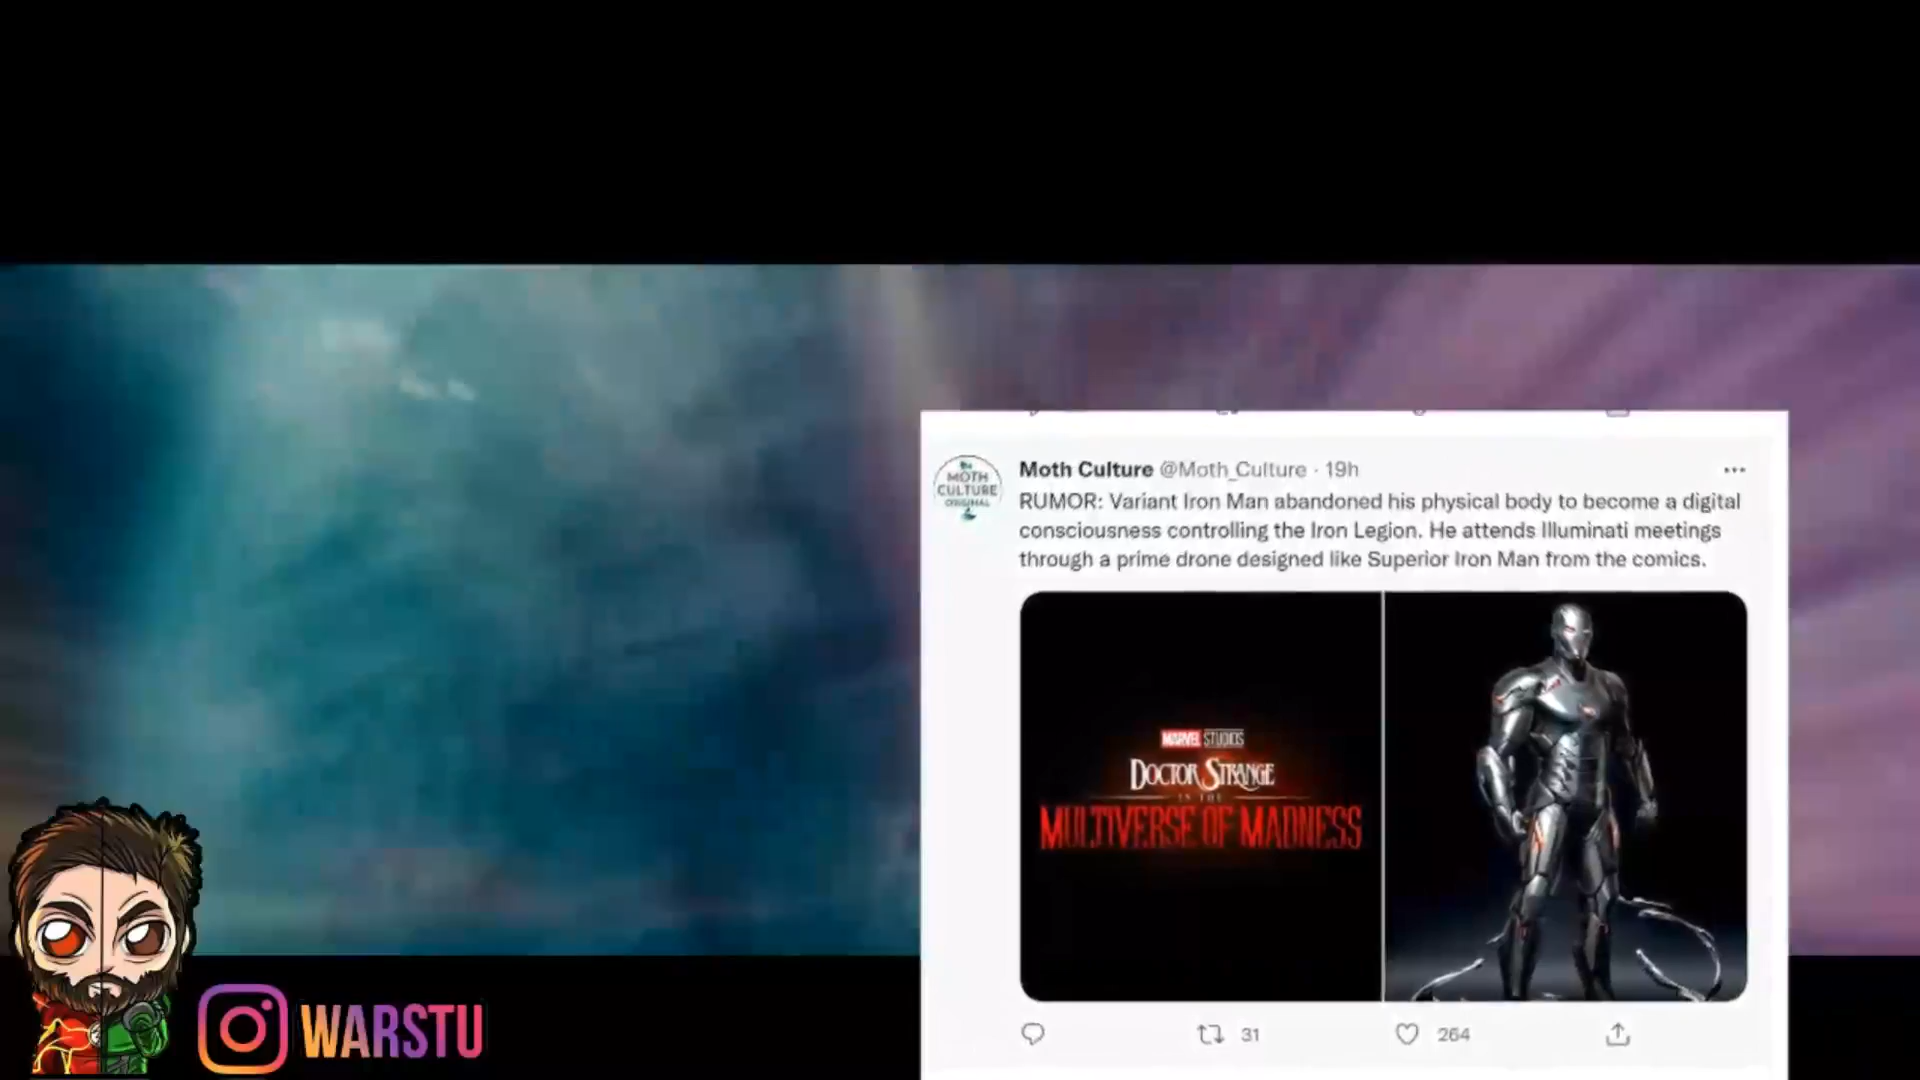 Moth Culture @Moth_Culture · 19h
MOTH
CULTURE
ORIGINAL
RUMOR: Variant Iron Man abandoned his physical body to become a digital
consciousness controlling the Iron Legion. He attends Illuminati meetings
through a prime drone designed like Superior Iron Man from the comics.
MARVEL STUDIOS
DOCTOR STRANGE
IN THE
MULTIVERSE OF MADNESS
31
264
WARSTU